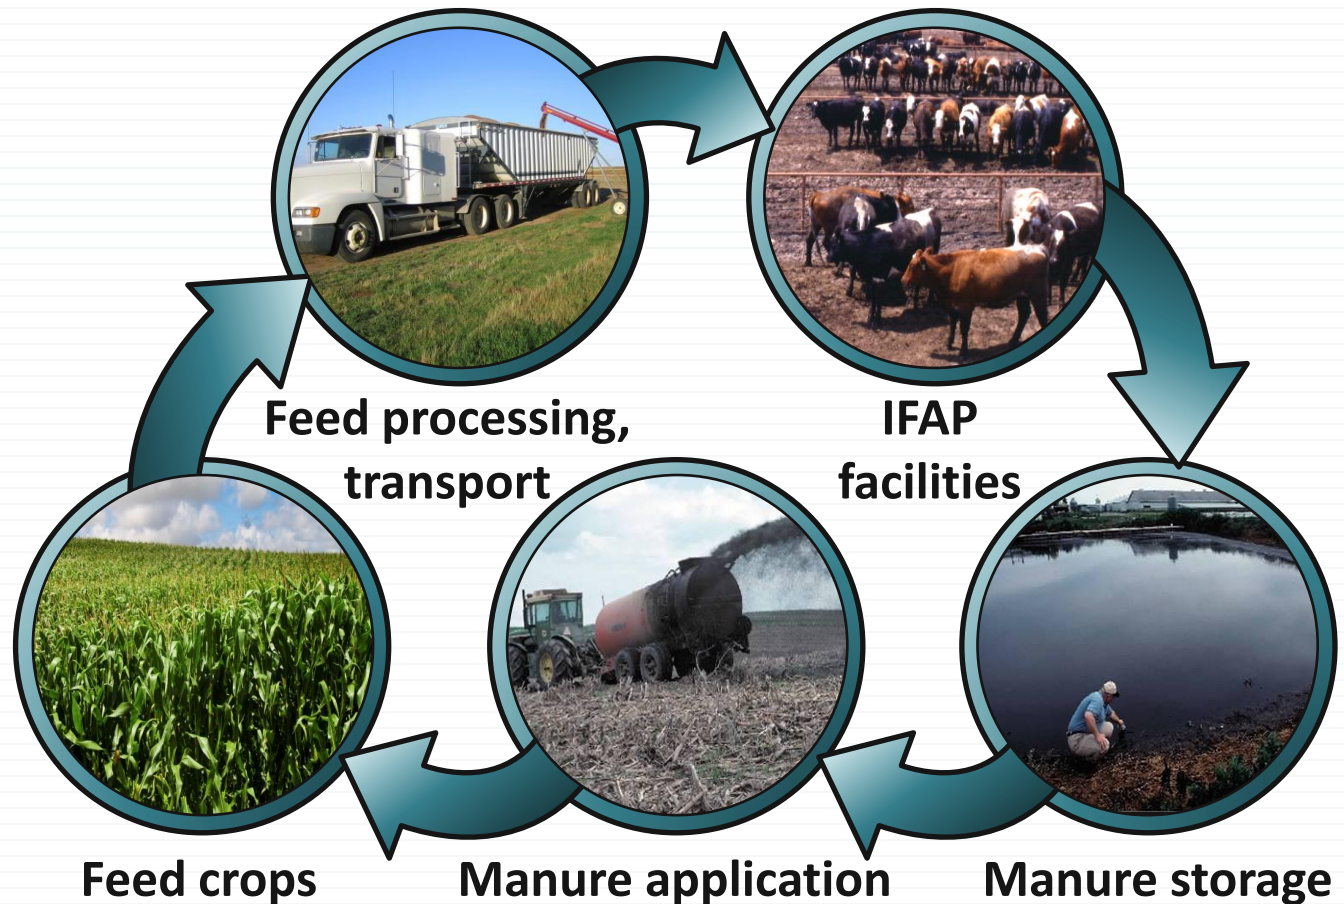 Feed processing,
transport
IFAP
facilities
Feed crops
Manure application
Manure storage